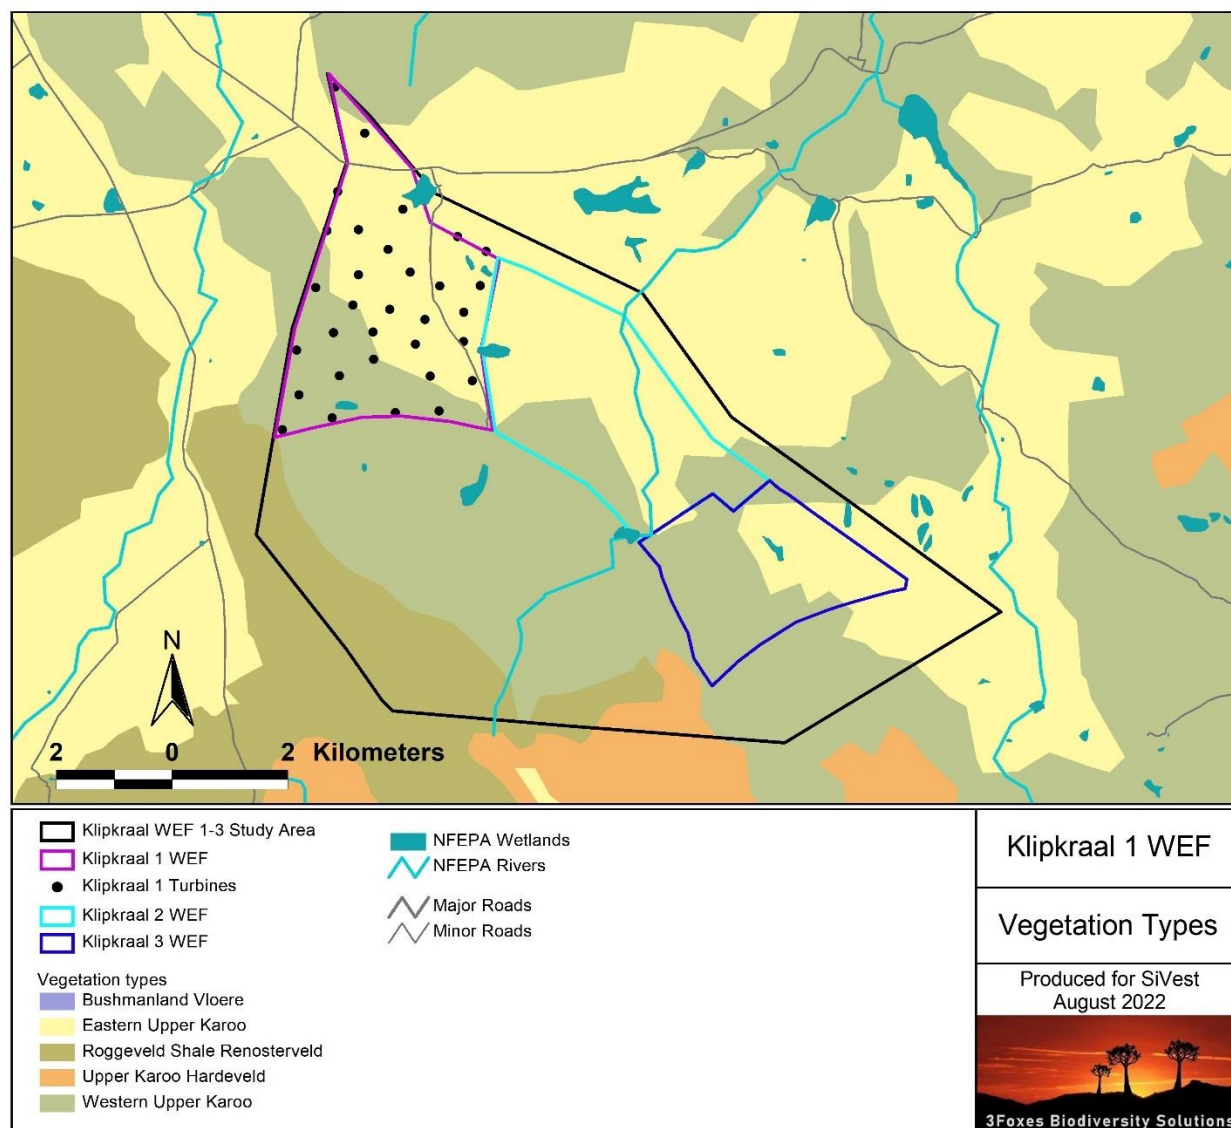 N
2 0 2 Kilometers
Klipkraal WEF 1-3 Study Area
Klipkraal 1 WEF
Klipkraal 1 Turbines
Klipkraal 2 WEF
Klipkraal 3 WEF
Vegetation types
Bushmanland Vloere
Eastern Upper Karoo
Roggeveld Shale Renosterveld
Upper Karoo Hardeveld
Western Upper Karoo
NFEPA Wetlands
NFEPA Rivers
Major Roads
Minor Roads
Klipkraal 1 WEF
Vegetation Types
Produced for SiVest
August 2022
3Foxes Biodiversity Solutions